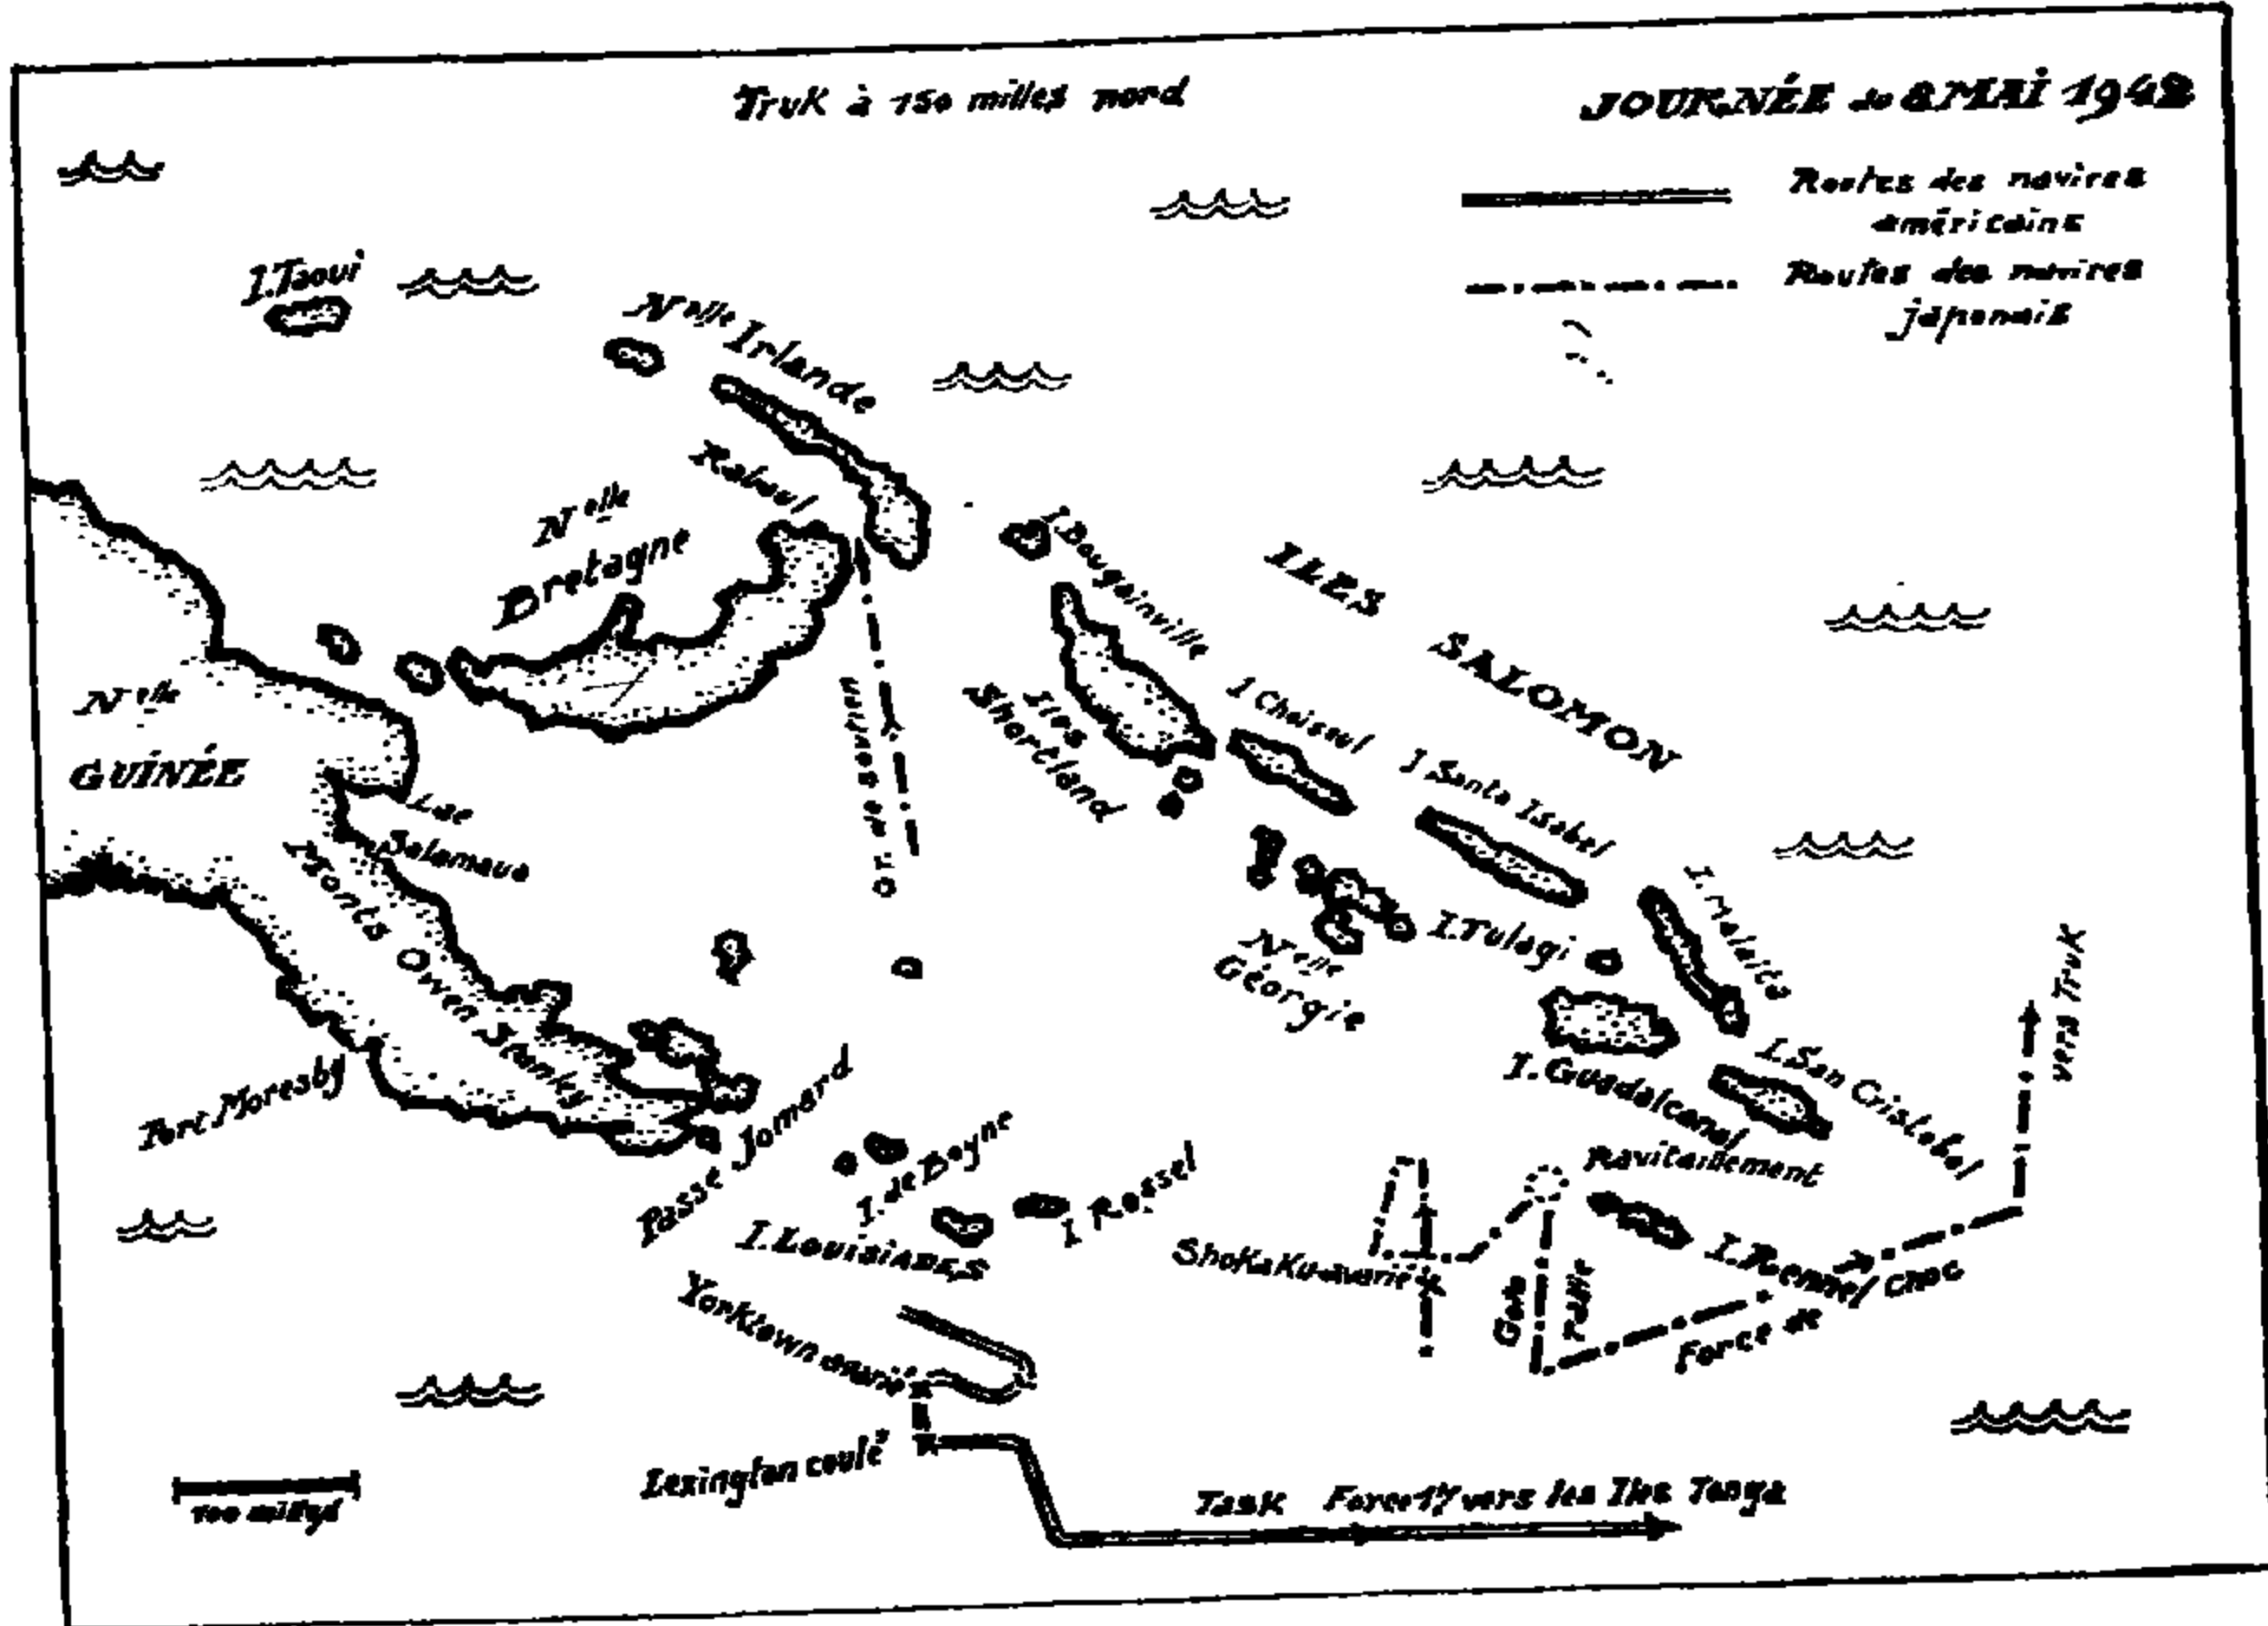 Truk à 150 milles nord
JOURNÉE du 8 MAI 1942
Routes des navires
américains
Routes des navires
japonais
I. Taoui
Nelle Irlande
Rabaul
Nelle
Bretagne
I. Bougainville
ILES SALOMON
Nelle
GUINÉE
Iles
Shortland
I Choiseul
I Santa Isabel
Lae
Salamaua
Monts Owen Stanley
I. Malaita
I. Tulagi
Nelle
Géorgie
vers Truk
I. Guadalcanal
I. San Cristobal
Port Moresby
Passe Jomard
I. de Boyne
I Rossel
Ravitaillement
I. LOUISIADES
Shokaku avarié
I. Rennel
Force de choc
Yorktown avarié
Lexington coulé
100 milles
Task Force 17 vers les Iles Tonga